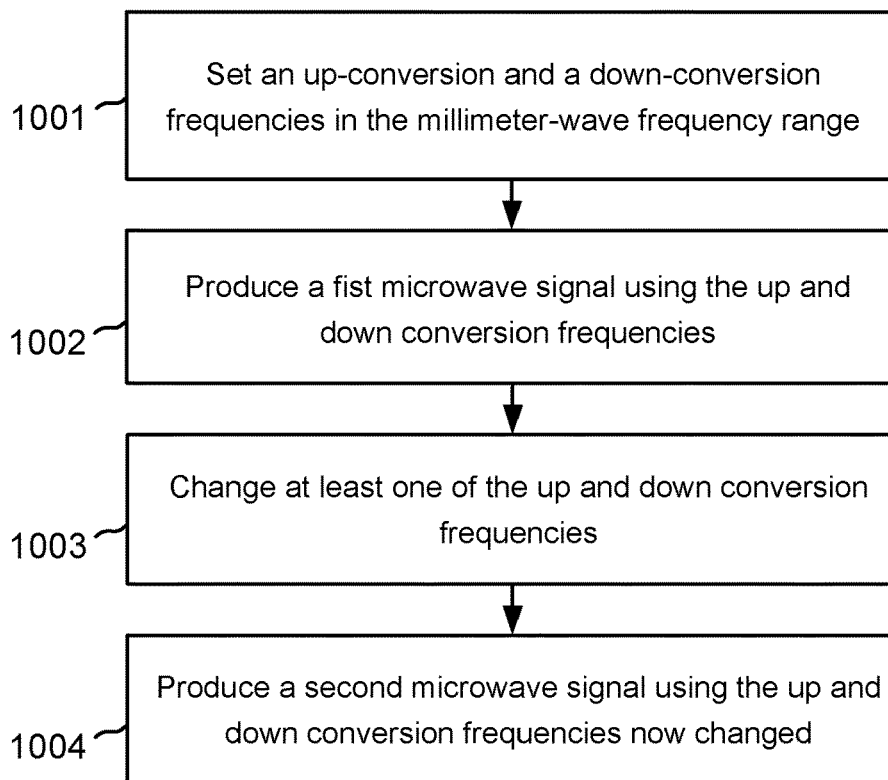 Set an up-conversion and a down-conversion
1001 frequencies in the millimeter-wave frequency range
Produce a fist microwave signal using the up and
1002 down conversion frequencies
Change at least one of the up and down conversion
1003 frequencies
Produce a second microwave signal using the up and
1004 down conversion frequencies now changed